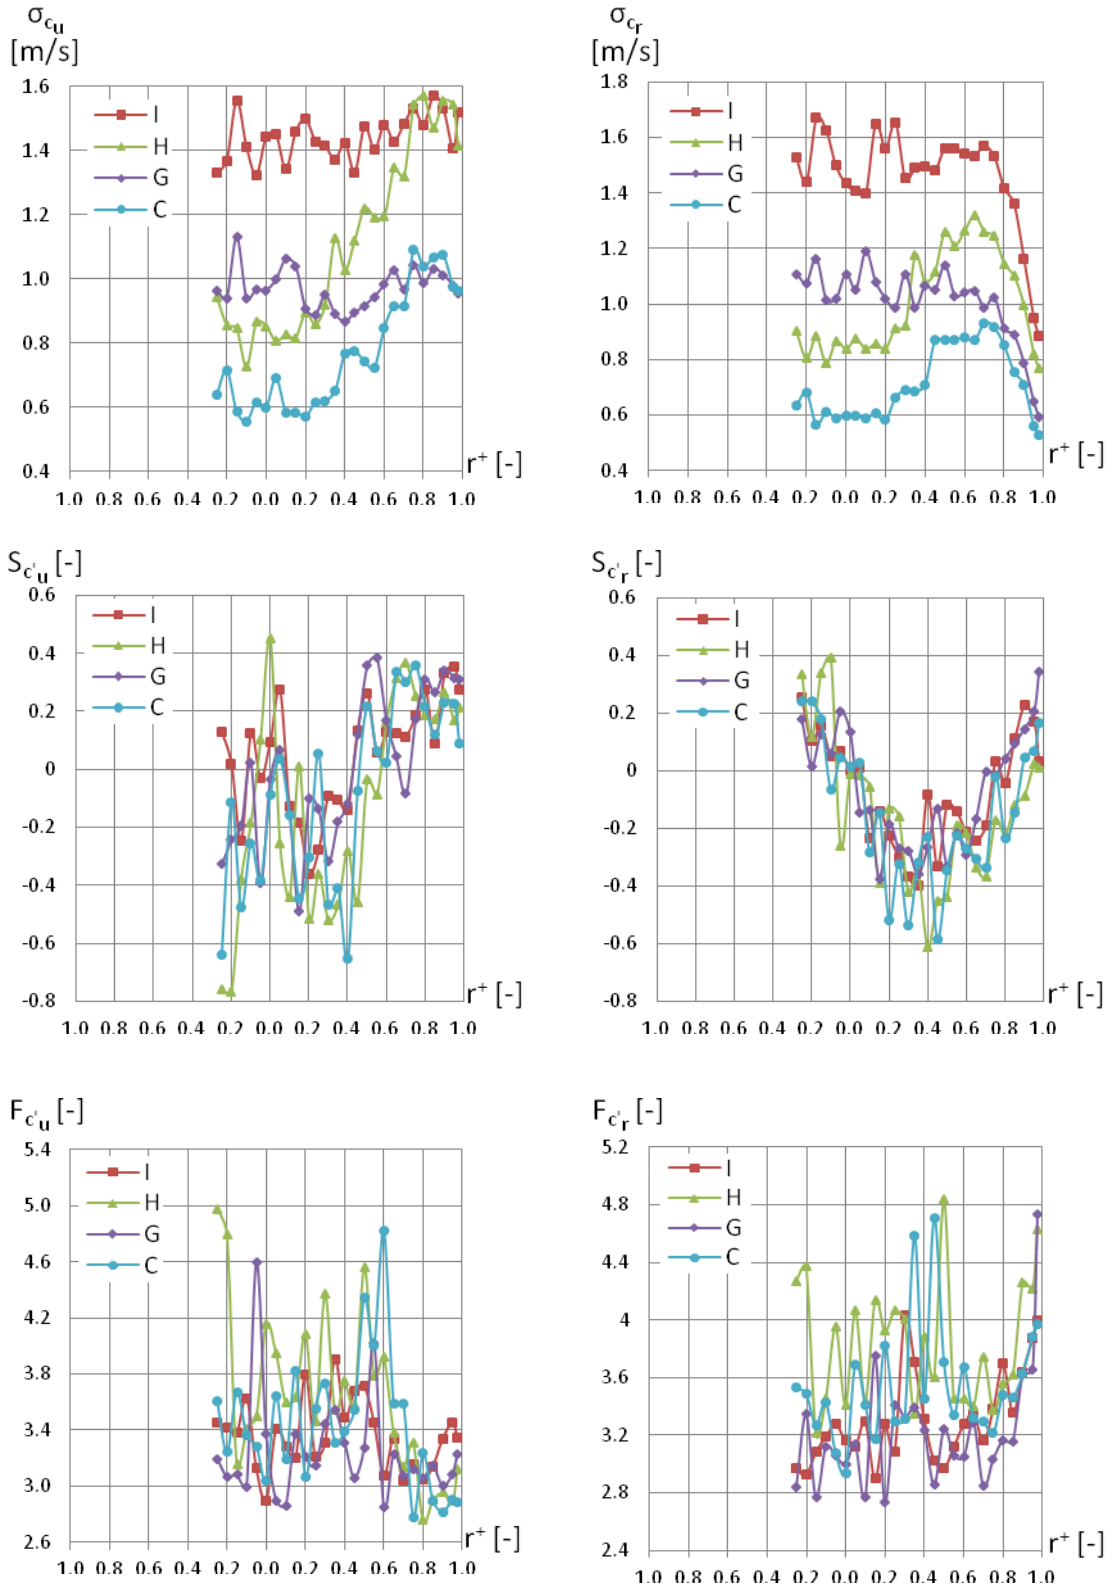 σcu
[m/s]
1.6
1.4
1.2
1.0
0.8
0.6
0.4
I
H
G
C
r+ [-]
1.0 0.8 0.6 0.4 0.2 0.0 0.2 0.4 0.6 0.8 1.0
σcr
[m/s]
1.8
1.6
1.4
1.2
1.0
0.8
0.6
0.4
I
H
G
C
r+ [-]
1.0 0.8 0.6 0.4 0.2 0.0 0.2 0.4 0.6 0.8 1.0
Sc'u [-]
0.6
0.4
0.2
0
-0.2
-0.4
-0.6
-0.8
I
H
G
C
r+ [-]
1.0 0.8 0.6 0.4 0.2 0.0 0.2 0.4 0.6 0.8 1.0
Sc'r [-]
0.6
0.4
0.2
0
-0.2
-0.4
-0.6
-0.8
I
H
G
C
r+ [-]
1.0 0.8 0.6 0.4 0.2 0.0 0.2 0.4 0.6 0.8 1.0
Fc'u [-]
5.4
5.0
4.6
4.2
3.8
3.4
3.0
2.6
I
H
G
C
r+ [-]
1.0 0.8 0.6 0.4 0.2 0.0 0.2 0.4 0.6 0.8 1.0
Fc'r [-]
5.2
4.8
4.4
4
3.6
3.2
2.8
2.4
I
H
G
C
r+ [-]
1.0 0.8 0.6 0.4 0.2 0.0 0.2 0.4 0.6 0.8 1.0